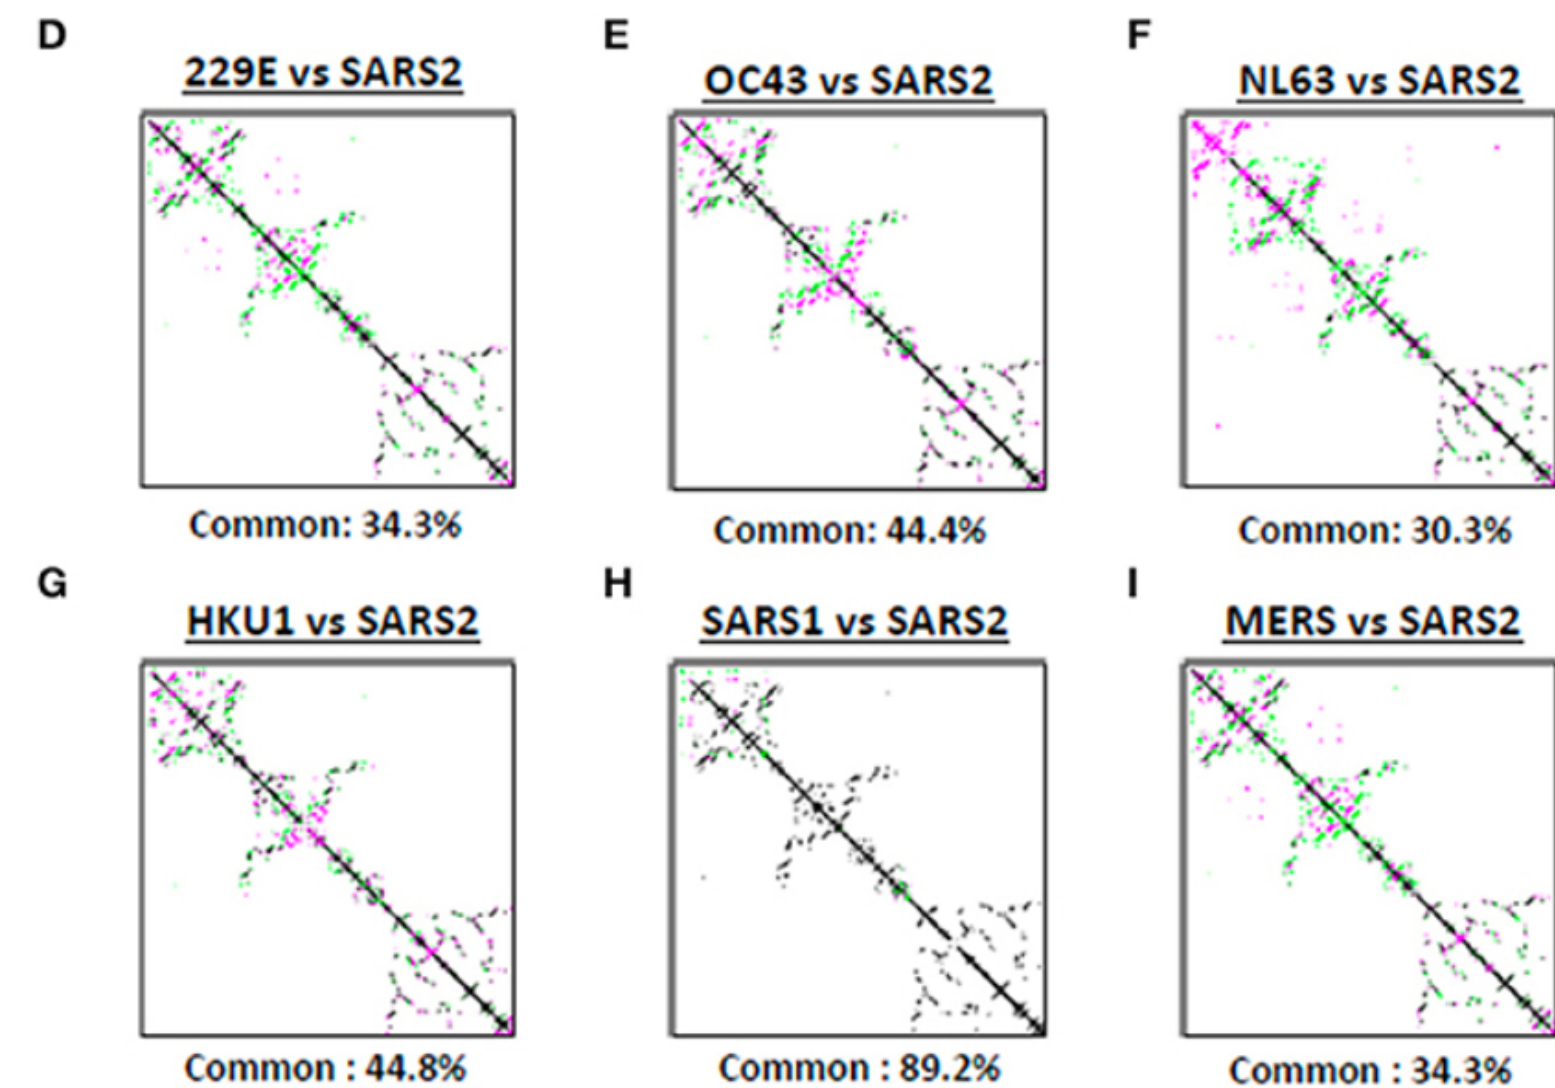 D
229E vs SARS2
Common: 34.3%
E
OC43 vs SARS2
Common: 44.4%
F
NL63 vs SARS2
Common: 30.3%
G
HKU1 vs SARS2
Common : 44.8%
H
SARS1 vs SARS2
Common : 89.2%
I
MERS vs SARS2
Common : 34.3%